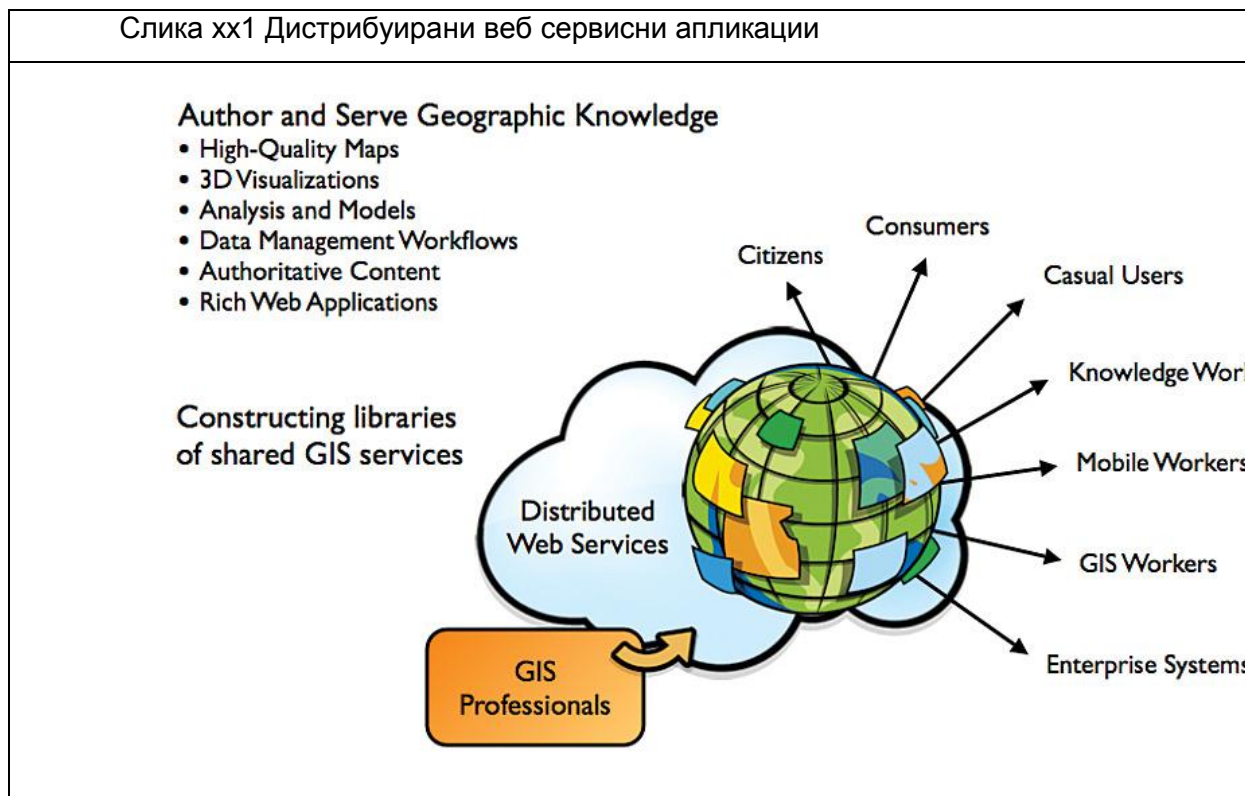 Слика xx1 Дистрибуирани веб сервисни апликации
Author and Serve Geographic Knowledge
• High-Quality Maps
• 3D Visualizations
• Analysis and Models
• Data Management Workflows
• Authoritative Content
• Rich Web Applications
Constructing libraries
of shared GIS services
Citizens
Consumers
Casual Users
Knowledge Work
Mobile Workers
GIS Workers
Enterprise Systems
Distributed
Web Services
GIS
Professionals